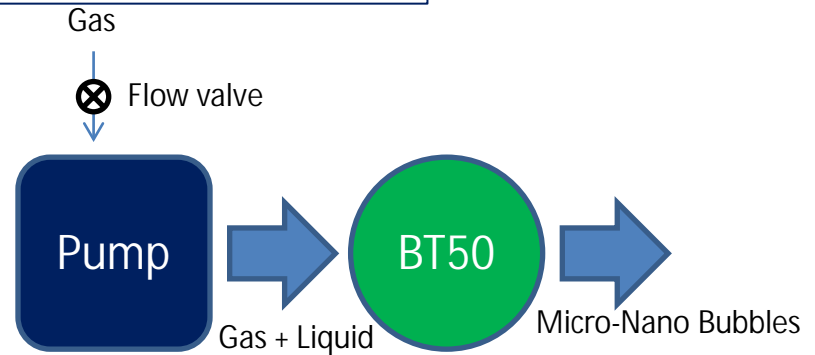 Gas
Flow valve
Pump
BT50
Gas + Liquid
Micro-Nano Bubbles